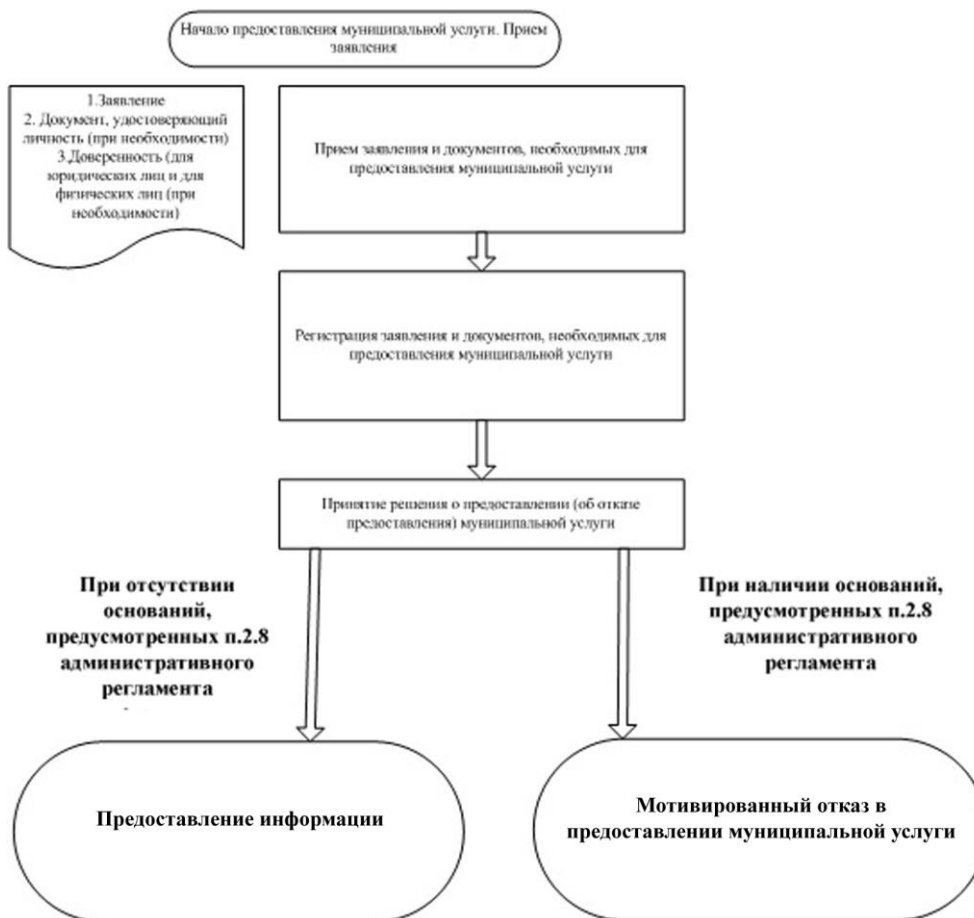 Начало предоставления муниципальной услуги. Прием
заявления
1.Заявление
2. Документ, удостоверяющий
личность (при необходимости)
3.Доверенность (для
юридических лиц и для
физических лиц (при
необходимости)
Прием заявления и документов, необходимых для
предоставления муниципальной услуги
Регистрация заявления и документов, необходимых для
предоставления муниципальной услуги
Принятие решения о предоставлении (об отказе
предоставления) муниципальной услуги
При отсутствии
оснований,
предусмотренных п.2.8
административного
регламента
При наличии оснований,
предусмотренных п.2.8
административного
регламента
Предоставление информации
Мотивированный отказ в
предоставлении муниципальной услуги